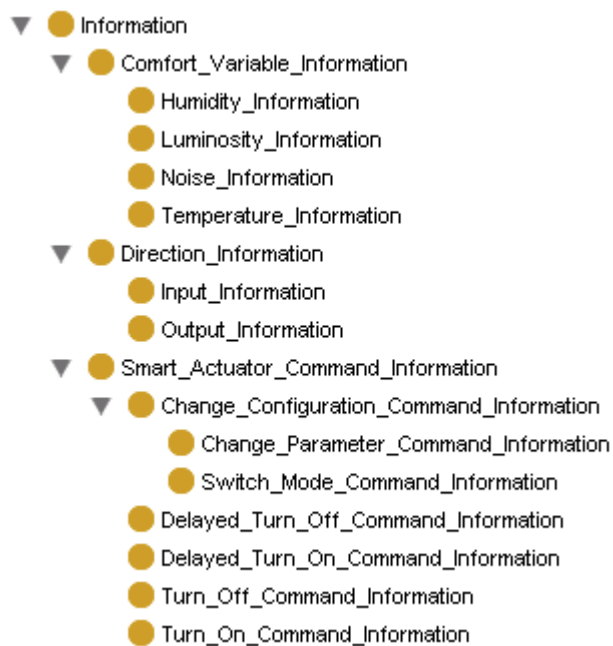 Information
Comfort_Variable_Information
Humidity_Information
Luminosity_Information
Noise_Information
Temperature_Information
Direction_Information
Input_Information
Output_Information
Smart_Actuator_Command_Information
Change_Configuration_Command_Information
Change_Parameter_Command_Information
Switch_Mode_Command_Information
Delayed_Turn_Off_Command_Information
Delayed_Turn_On_Command_Information
Turn_Off_Command_Information
Turn_On_Command_Information